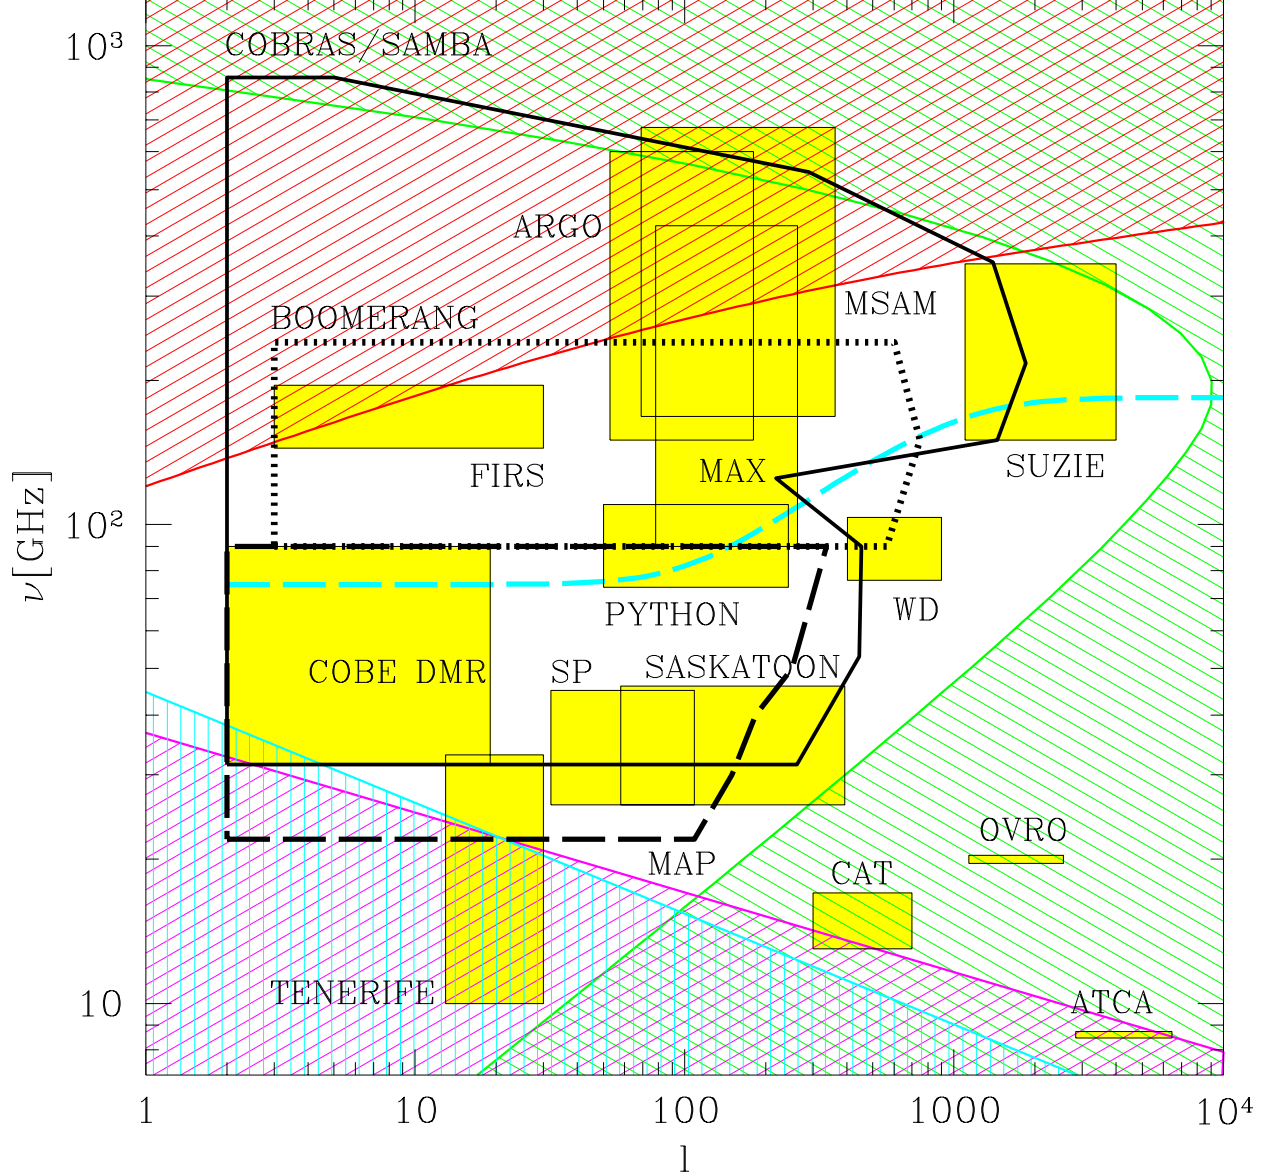 10³
COBRAS/SAMBA
ARGO
BOOMERANG
MSAM
FIRS
MAX
SUZIE
10²
ν[GHz]
PYTHON
WD
COBE DMR
SP
SASKATOON
OVRO
MAP
CAT
TENERIFE
10
ATCA
1
10
100
1000
10⁴
l